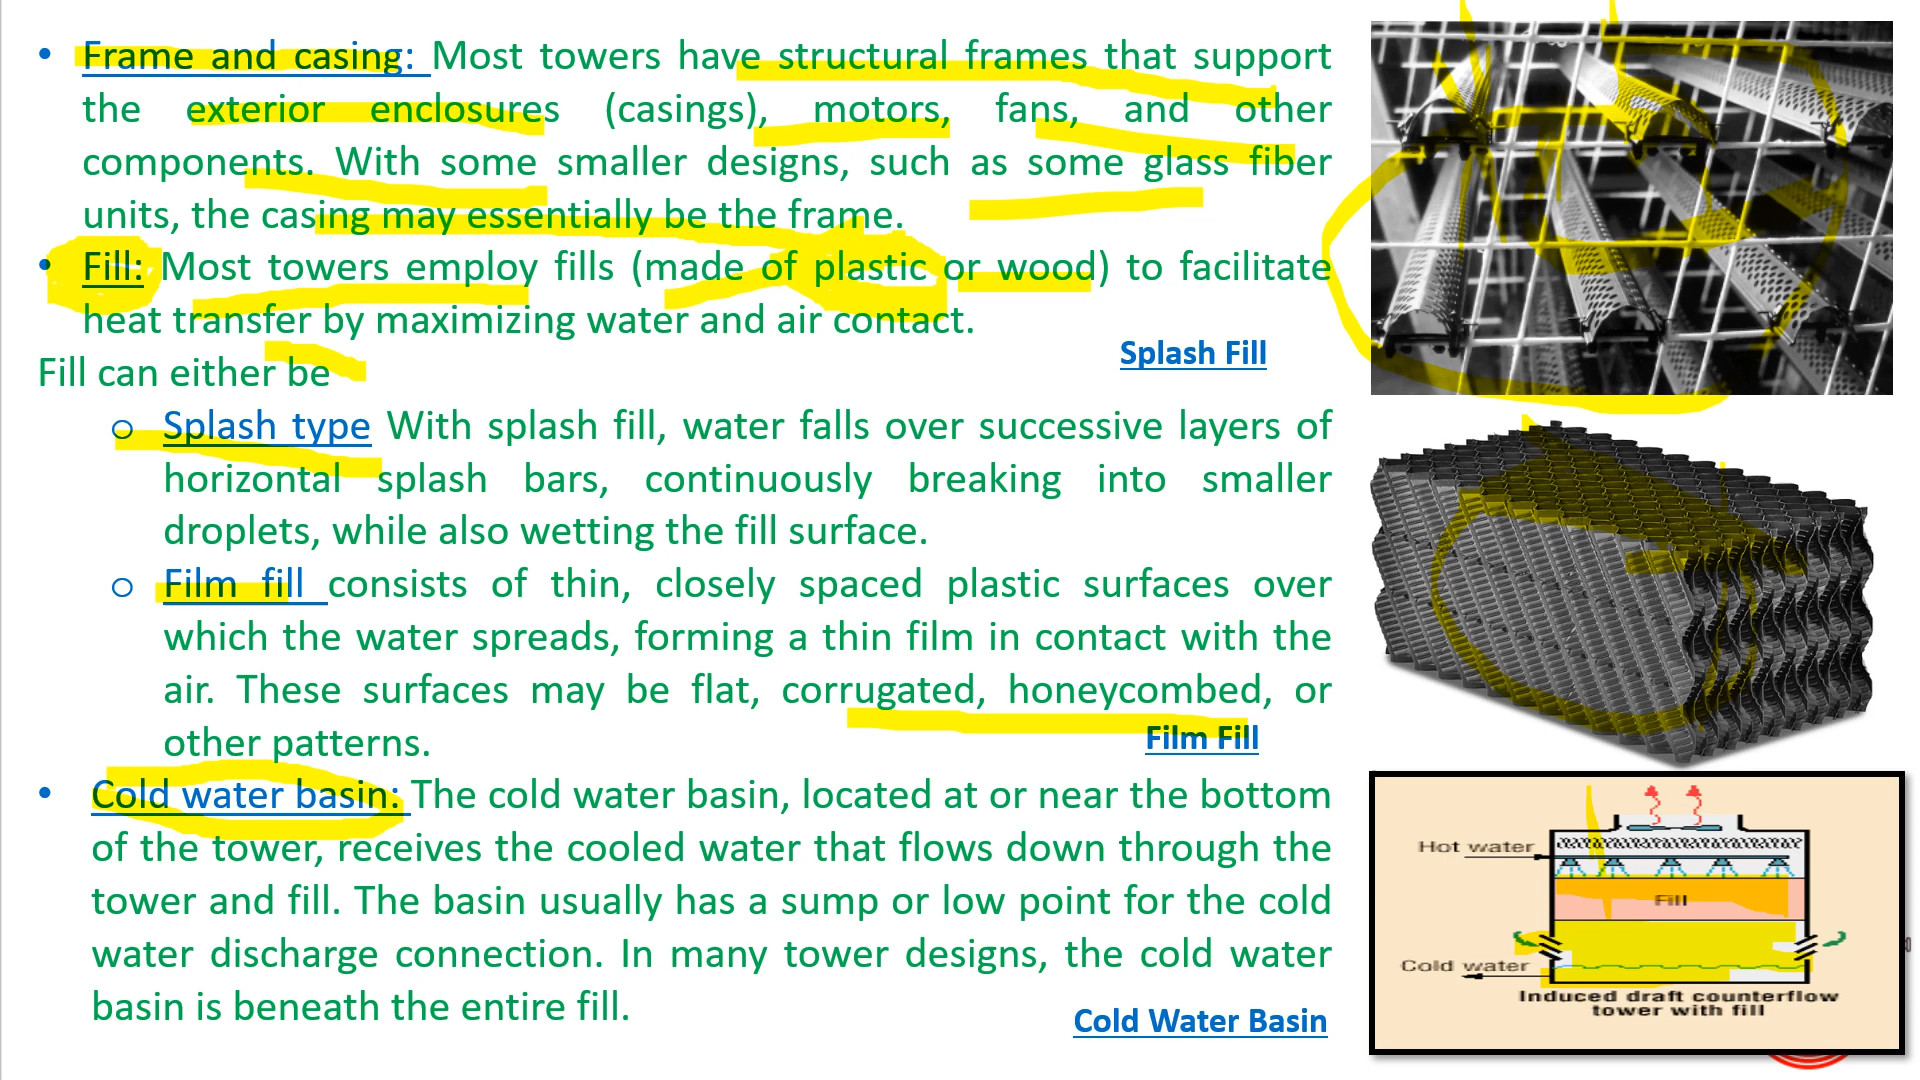 • Frame and casing: Most towers have structural frames that support
the exterior enclosures (casings), motors, fans, and other
components. With some smaller designs, such as some glass fiber
units, the casing may essentially be the frame.
• Fill: Most towers employ fills (made of plastic or wood) to facilitate
heat transfer by maximizing water and air contact.
Splash Fill
Fill can either be
o Splash type With splash fill, water falls over successive layers of
horizontal splash bars, continuously breaking into smaller
droplets, while also wetting the fill surface.
o Film fill consists of thin, closely spaced plastic surfaces over
which the water spreads, forming a thin film in contact with the
air. These surfaces may be flat, corrugated, honeycombed, or
other patterns.
Film Fill
• Cold water basin: The cold water basin, located at or near the bottom
of the tower, receives the cooled water that flows down through the
tower and fill. The basin usually has a sump or low point for the cold
water discharge connection. In many tower designs, the cold water
basin is beneath the entire fill.
Cold Water Basin
Hot water
Fill
Cold water
Induced draft counterflow
tower with fill